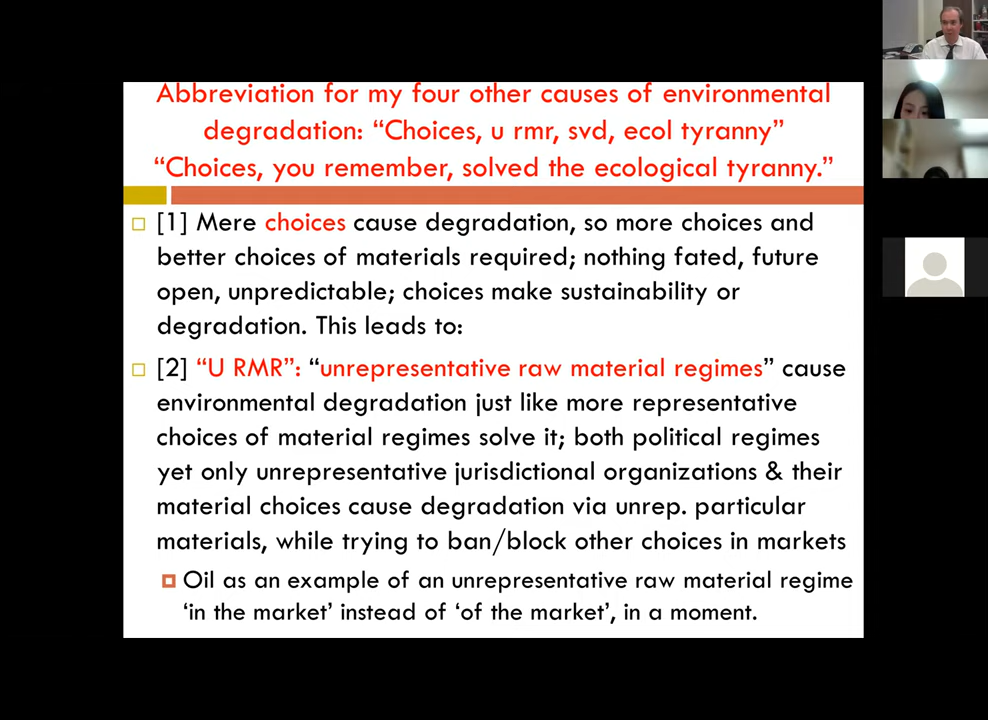 Abbreviation for my four other causes of environmental
degradation: “Choices, u rmr, svd, ecol tyranny”
“Choices, you remember, solved the ecological tyranny.”
[1] Mere choices cause degradation, so more choices and
better choices of materials required; nothing fated, future
open, unpredictable; choices make sustainability or
degradation. This leads to:
[2] “U RMR”: “unrepresentative raw material regimes” cause
environmental degradation just like more representative
choices of material regimes solve it; both political regimes
yet only unrepresentative jurisdictional organizations & their
material choices cause degradation via unrep. particular
materials, while trying to ban/block other choices in markets
Oil as an example of an unrepresentative raw material regime
‘in the market’ instead of ‘of the market’, in a moment.